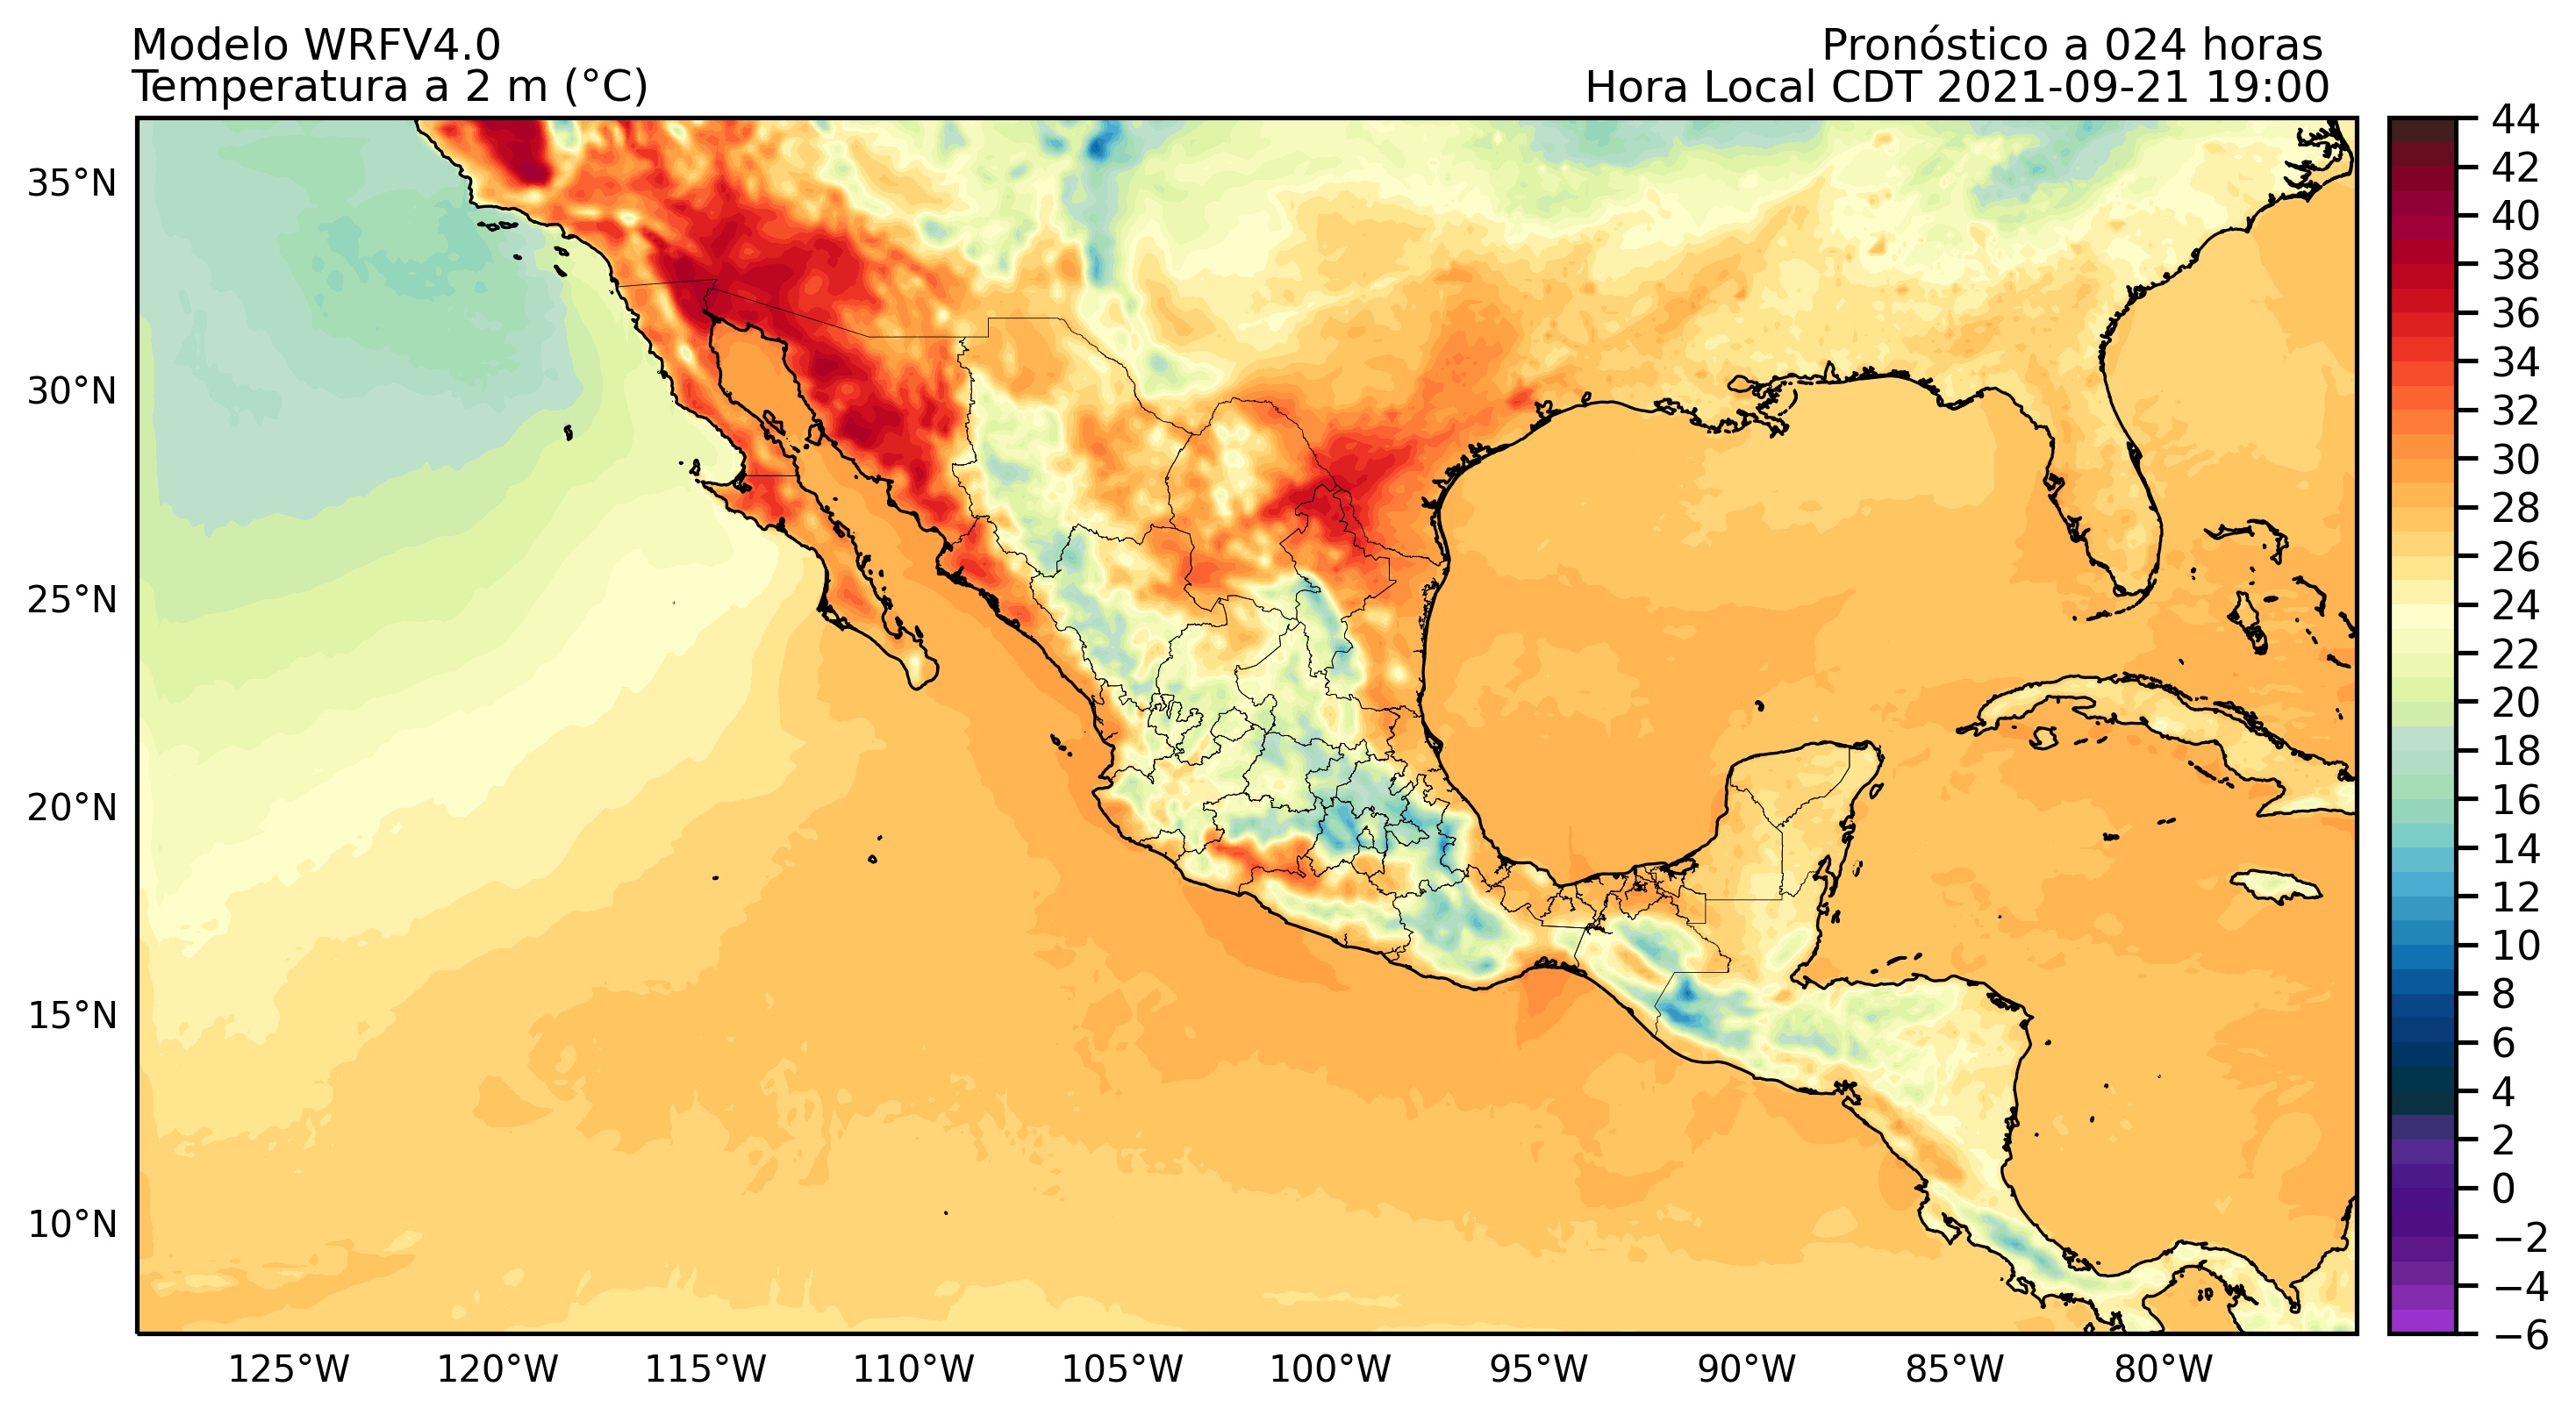 Modelo WRFV4.0
Pronóstico a 024 horas
Temperatura a 2 m (°C)
Hora Local CDT 2021-09-21 19:00
35°N
30°N
25°N
20°N
15°N
10°N
125°W
120°W
115°W
110°W
105°W
100°W
95°W
90°W
85°W
80°W
44
42
40
38
36
34
32
30
28
26
24
22
20
18
16
14
12
10
8
6
4
2
0
−2
−4
−6